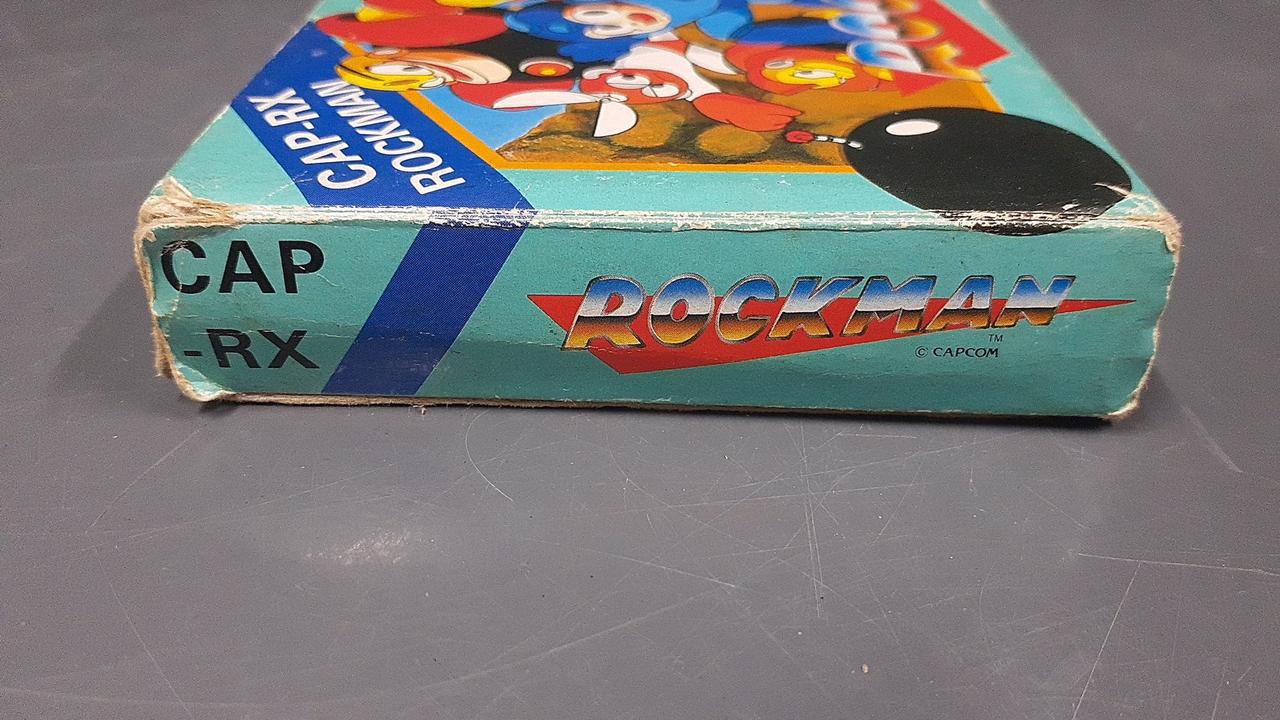 CAP-RX
ROCKMAN
CAP
-RX
ROCKMAN
TM
© CAPCOM